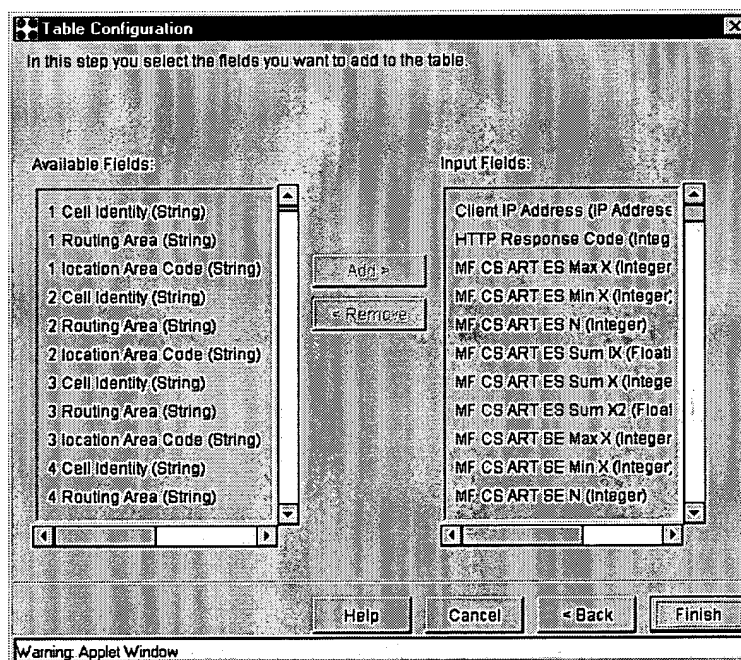 Table Configuration
In this step you select the fields you want to add to the table.
Available Fields:
1 Cell Identity (String)
1 Routing Area (String)
1 location Area Code (String)
2 Cell Identity (String)
2 Routing Area (String)
2 location Area Code (String)
3 Cell Identity (String)
3 Routing Area (String)
3 location Area Code (String)
4 Cell Identity (String)
4 Routing Area (String)
Add >
< Remove
Input Fields:
Client IP Address (IP Address
HTTP Response Code (Integ
MF CS ART ES Max X (Integer
MF CS ART ES Min X (Integer)
MF CS ART ES N (Integer)
MF CS ART ES Sum IX (Floati
MF CS ART ES Sum X (Intege
MF CS ART ES Sum X2 (Float
MF CS ART SE Max X (Integer
MF CS ART SE Min X (Integer)
MF CS ART SE N (Integer)
Help
Cancel
< Back
Finish
Warning: Applet Window